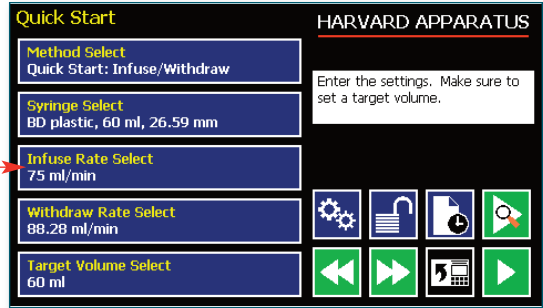 Quick Start
Method Select
Quick Start: Infuse/Withdraw
Syringe Select
BD plastic, 60 ml, 26.59 mm
Infuse Rate Select
75 ml/min
Withdraw Rate Select
88.28 ml/min
Target Volume Select
60 ml
HARVARD APPARATUS
Enter the settings. Make sure to
set a target volume.
5